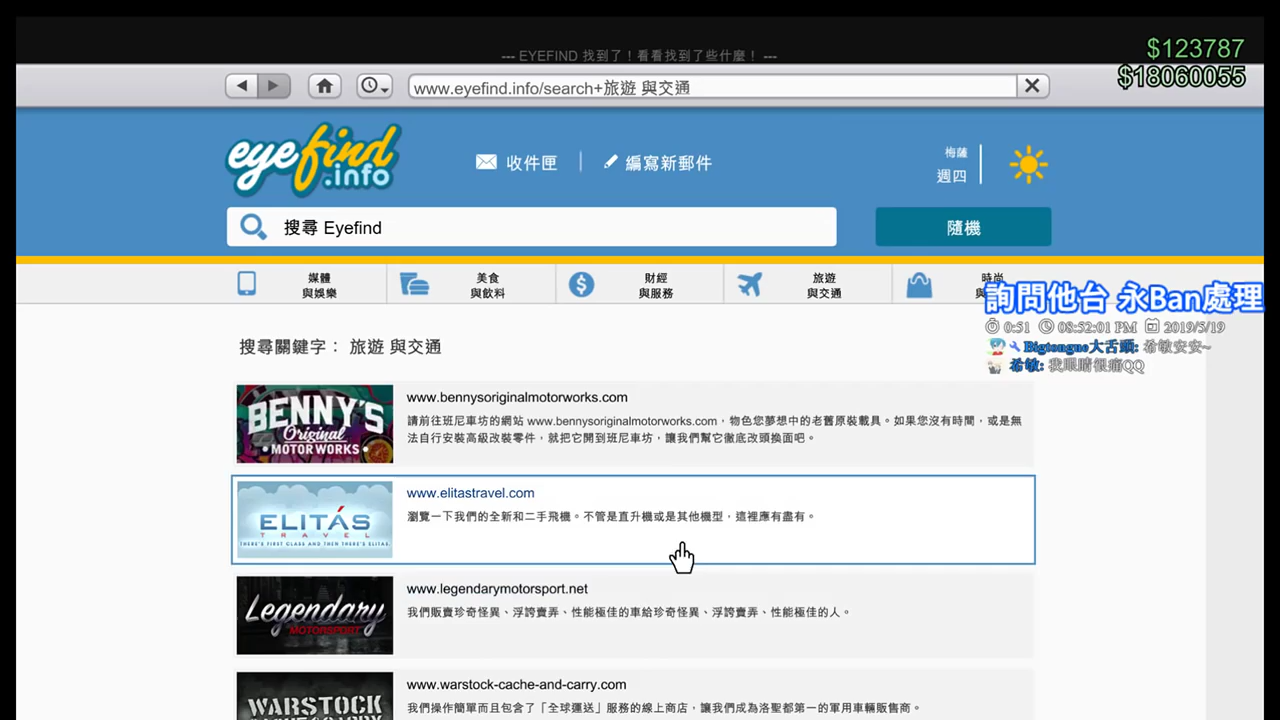 --- EYEFIND 找到了！看看找到了些什麼！ ---
$123787
$18060055
www.eyefind.info/search+旅遊 與交通
eyefind
.info
收件匣
編寫新郵件
梅薩
週四
搜尋 Eyefind
隨機
媒體
與娛樂
美食
與飲料
財經
與服務
旅遊
與交通
時尚
詢問他台 永Ban處理
0:51 08:52:01 PM 2019/5/19
Bigtongue大舌頭: 希敏安安~
希敏: 我眼睛很痛QQ
搜尋關鍵字： 旅遊 與交通
BENNY'S
Original
MOTOR WORKS
www.bennysoriginalmotorworks.com
請前往班尼車坊的網站 www.bennysoriginalmotorworks.com，物色您夢想中的老舊原裝載具。如果您沒有時間，或是無
法自行安裝高級改裝零件，就把它開到班尼車坊，讓我們幫它徹底改頭換面吧。
ELITÁS
TRAVEL
THERE'S FIRST CLASS AND THEN THERE'S ELITAS
www.elitastravel.com
瀏覽一下我們的全新和二手飛機。不管是直升機或是其他機型，這裡應有盡有。
Legendary
MOTORSPORT
www.legendarymotorsport.net
我們販賣珍奇怪異、浮誇賣弄、性能極佳的車給珍奇怪異、浮誇賣弄、性能極佳的人。
WARSTOCK
www.warstock-cache-and-carry.com
我們操作簡單而且包含了「全球運送」服務的線上商店，讓我們成為洛聖都第一的軍用車輛販售商。